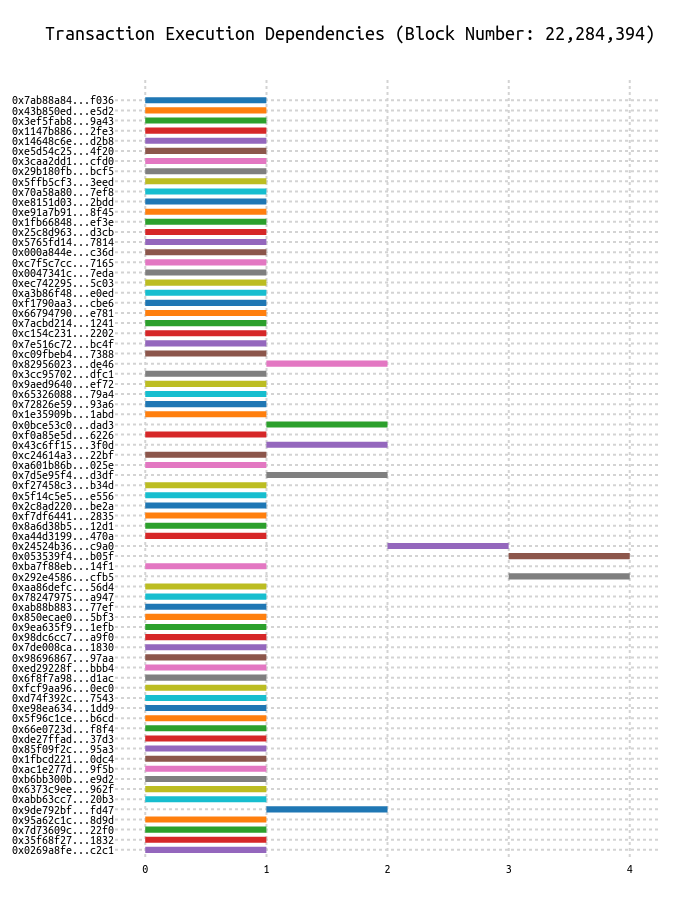 Transaction Execution Dependencies (Block Number: 22,284,394)
0x7ab88a84...f036
0x43b850ed...e5d2
0x3ef5fab8...9a43
0x1147b886...2fe3
0x14648c6e...d2b8
0xe5d54c25...4f20
0x3caa2dd1...cfd0
0x29b180fb...bcf5
0x5ffb5cf3...3eed
0x70a58a80...7ef8
0xe8151d03...2bdd
0xe91a7b91...8f45
0x1fb66848...ef3e
0x25c8d963...d3cb
0x5765fd14...7814
0x000a844e...c36d
0xc7f5c7cc...7165
0x0047341c...7eda
0xec742295...5c03
0xa3b86f48...e0ed
0xf1790aa3...cbe6
0x66794790...e781
0x7acbd214...1241
0xc154c231...2202
0x7e516c72...bc4f
0xc09fbeb4...7388
0x82956023...de46
0x3cc95702...dfc1
0x9aed9640...ef72
0x65326088...79a4
0x72826e59...93a6
0x1e35909b...1abd
0x0bce53c0...dad3
0xf0a85e5d...6226
0x43c6ff15...3f0d
0xc24614a3...22bf
0xa601b86b...025e
0x7d5e95f4...d3df
0xf27458c3...b34d
0x5f14c5e5...e556
0x2c8ad220...be2a
0xf7df6441...2835
0x8a6d38b5...12d1
0xa44d3199...470a
0x24524b36...c9a0
0x053539f4...b05f
0xba7f88eb...14f1
0x292e4586...cfb5
0xaa86defc...56d4
0x78247975...a947
0xab88b883...77ef
0x850ecae0...5bf3
0x9ea635f9...1efb
0x98dc6cc7...a9f0
0x7de008ca...1830
0x98696867...97aa
0xed29228f...bbb4
0x6f8f7a98...d1ac
0xfcf9aa96...0ec0
0xd74f392c...7543
0xe98ea634...1dd9
0x5f96c1ce...b6cd
0x66e0723d...f8f4
0xde27ffad...37d3
0x85f09f2c...95a3
0x1fbcd221...0dc4
0xac1e277d...9f5b
0xb6bb300b...e9d2
0x6373c9ee...962f
0xabb63cc7...20b3
0x9de792bf...fd47
0x95a62c1c...8d9d
0x7d73609c...22f0
0x35f68f27...1832
0x0269a8fe...c2c1
0 1 2 3 4